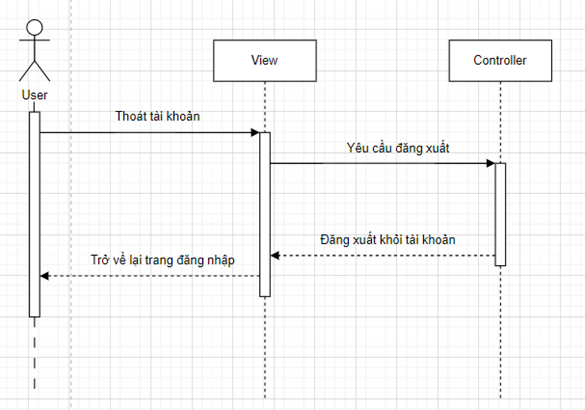 View
Controller
User
Thoát tài khoản
Yêu cầu đăng xuất
Đăng xuất khỏi tài khoản
Trở về lại trang đăng nhập